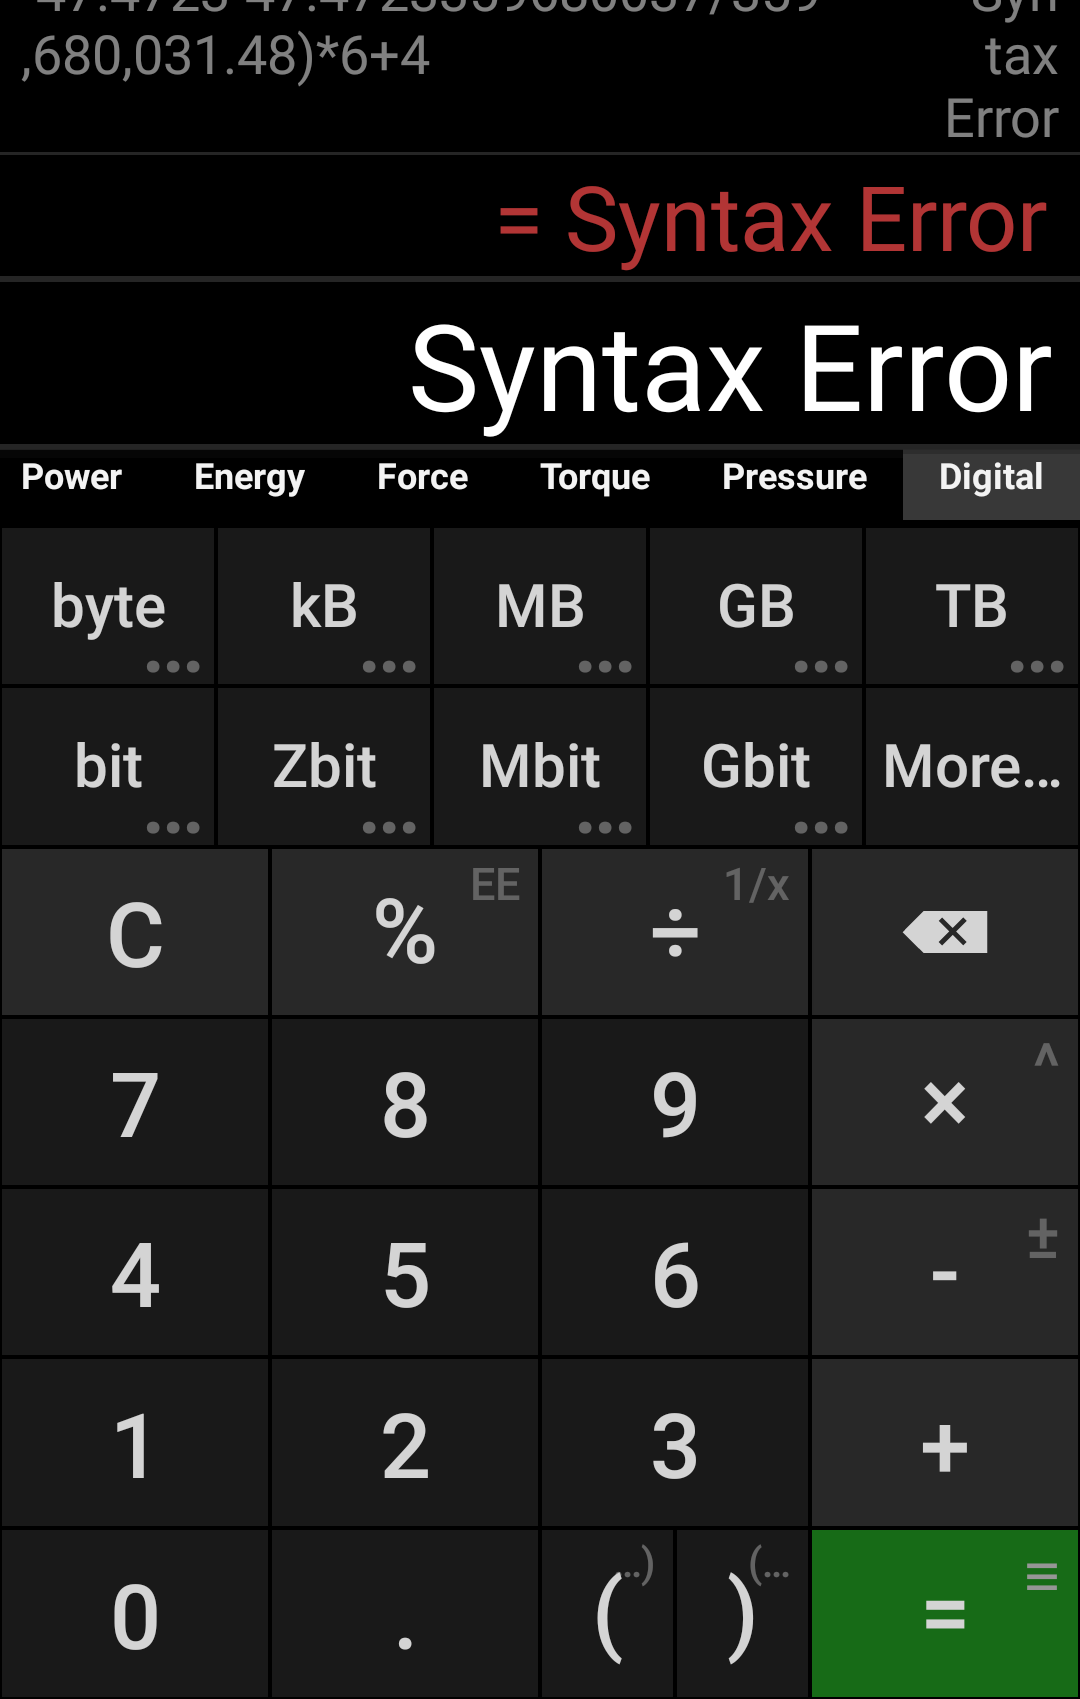 Syn
,680,031.48)*6+4 tax
Error
= Syntax Error
Syntax Error
Power Energy Force Torque Pressure Digital
byte kB MB GB TB
bit Zbit Mbit Gbit More...
C % EE ÷ 1/x
7 8 9 × ^
4 5 6 - ±
1 2 3 +
0 . ( ..) ) (... =